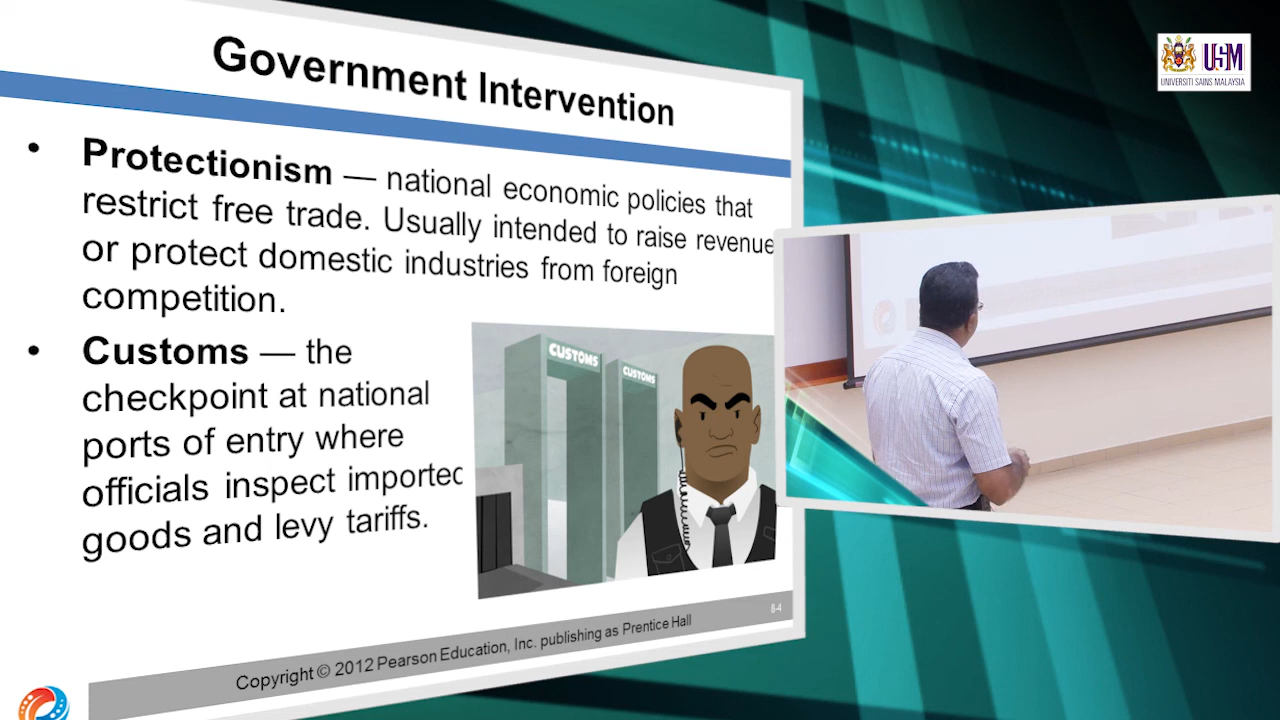 Government Intervention
• Protectionism — national economic policies that
restrict free trade. Usually intended to raise revenue
or protect domestic industries from foreign
competition.
• Customs — the
checkpoint at national
ports of entry where
officials inspect imported
goods and levy tariffs.
CUSTOMS
CUSTOMS
8-4
Copyright © 2012 Pearson Education, Inc. publishing as Prentice Hall
USM
UNIVERSITI SAINS MALAYSIA